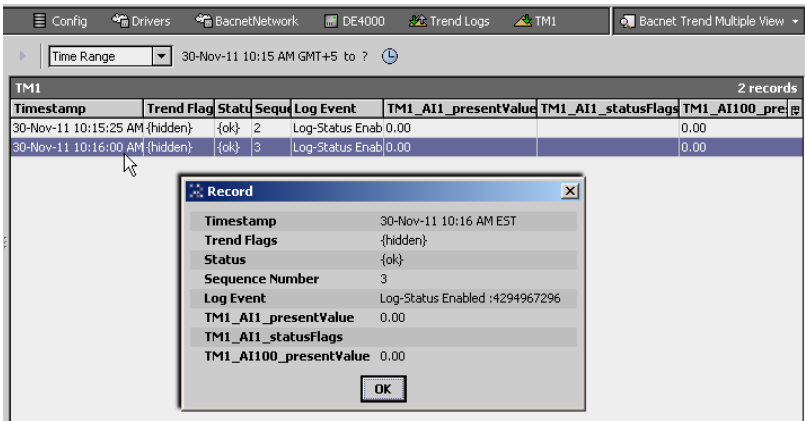 Config Drivers BacnetNetwork DE4000 Trend Logs TM1 Bacnet Trend Multiple View
Time Range 30-Nov-11 10:15 AM GMT+5 to ?
TM1 2 records
Timestamp Trend Flag Statu Sequ Log Event TM1_AI1_presentValue TM1_AI1_statusFlags TM1_AI100_pre
30-Nov-11 10:15:25 AM {hidden} {ok} 2 Log-Status Enab 0.00 0.00
30-Nov-11 10:16:00 AM {hidden} {ok} 3 Log-Status Enab 0.00 0.00
Record
Timestamp 30-Nov-11 10:16 AM EST
Trend Flags {hidden}
Status {ok}
Sequence Number 3
Log Event Log-Status Enabled :4294967296
TM1_AI1_presentValue 0.00
TM1_AI1_statusFlags
TM1_AI100_presentValue 0.00
OK